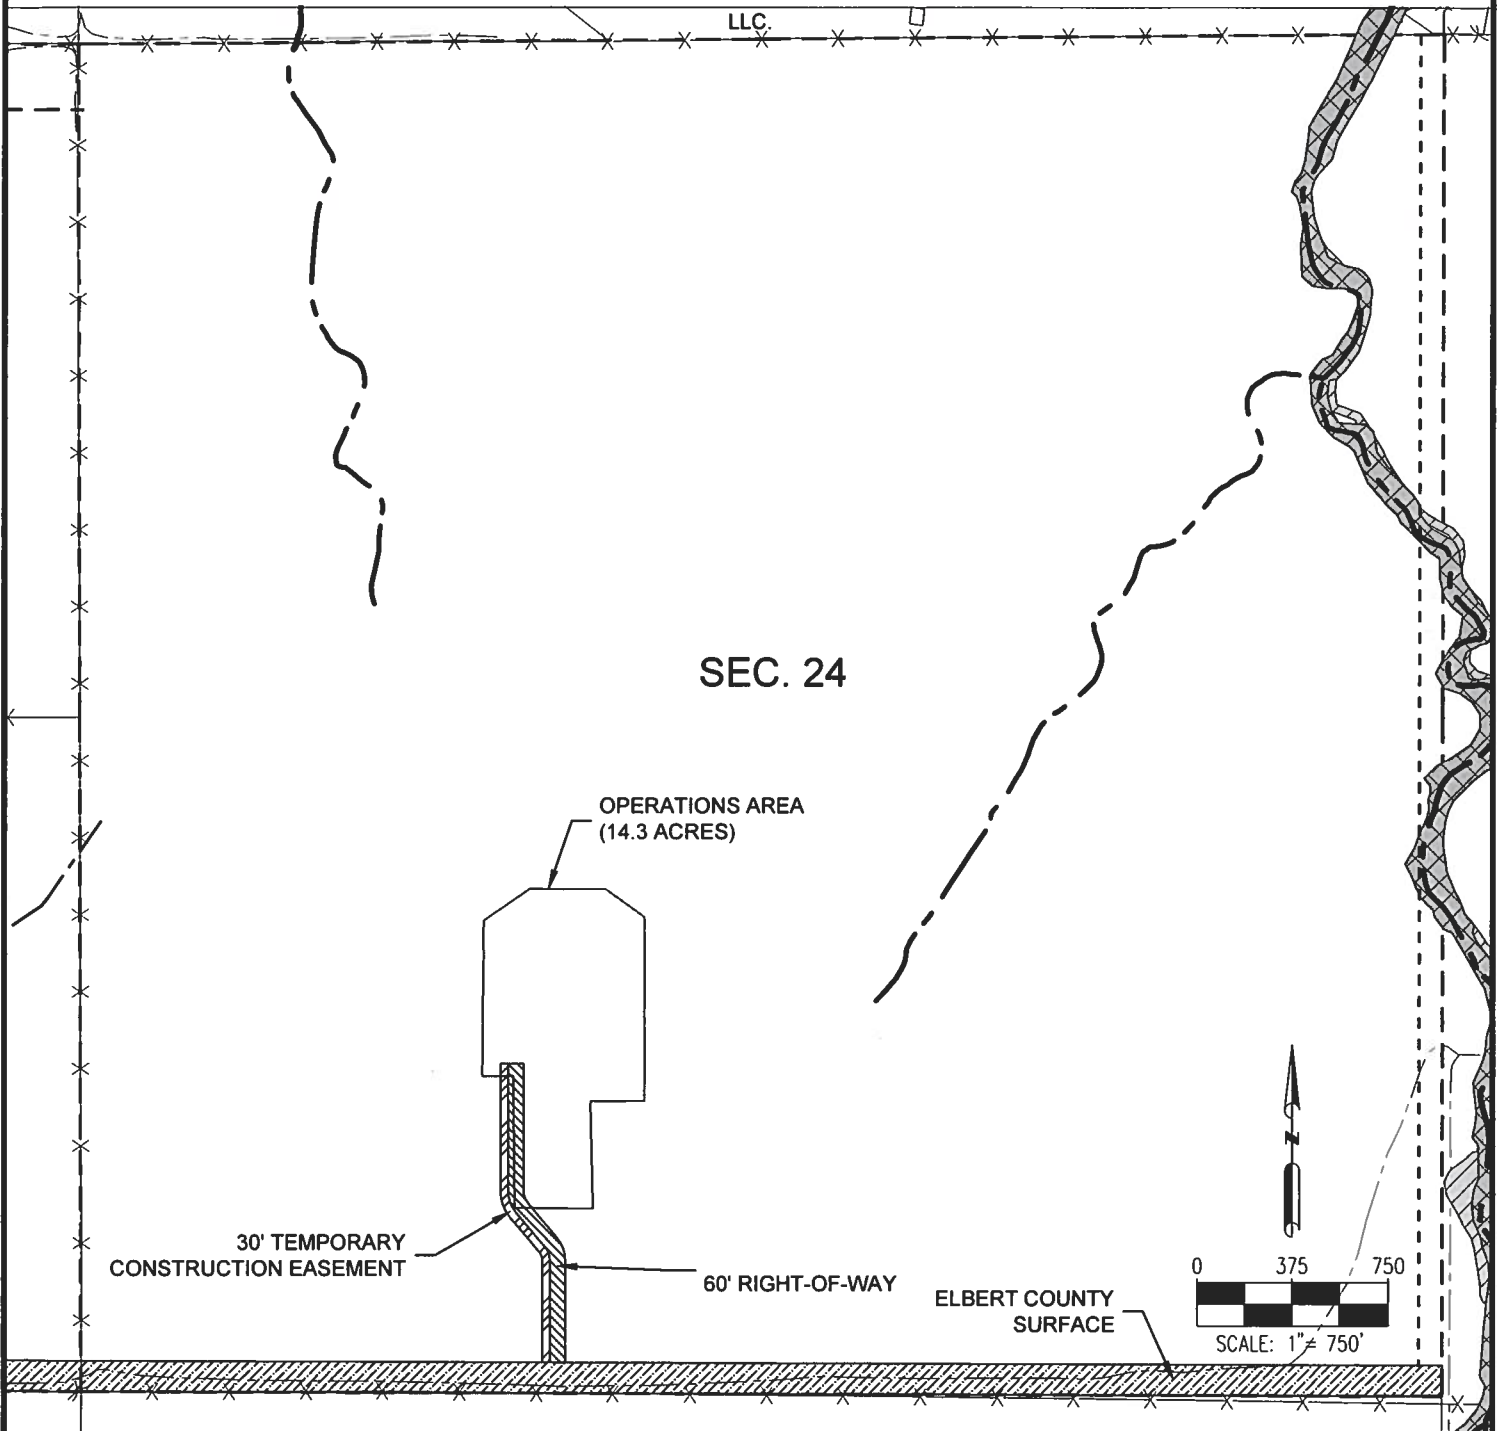 LLC.
SEC. 24
OPERATIONS AREA
(14.3 ACRES)
30' TEMPORARY
CONSTRUCTION EASEMENT
60' RIGHT-OF-WAY
ELBERT COUNTY
SURFACE
N
0 375 750
SCALE: 1"= 750'